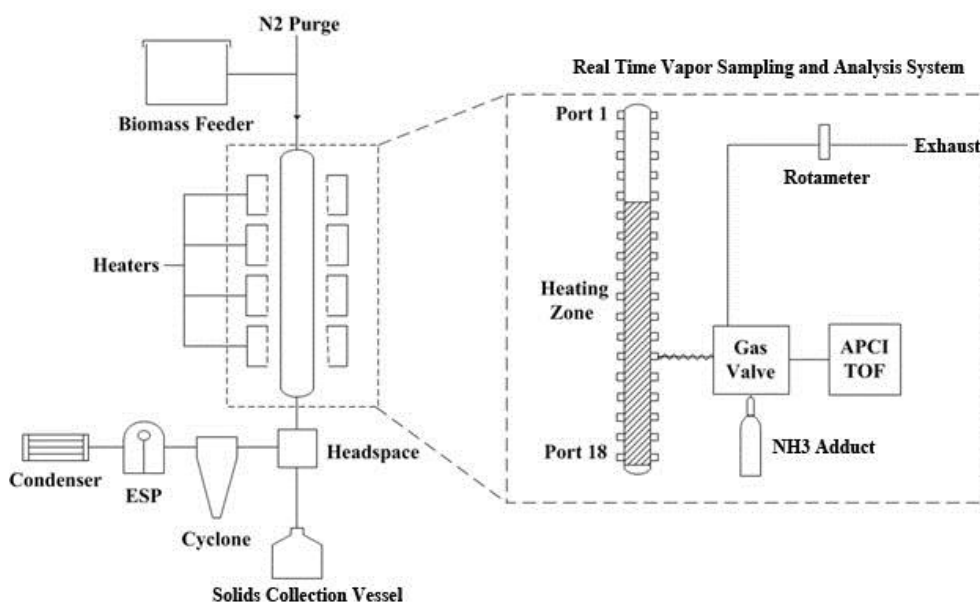 N2 Purge
Biomass Feeder
Heaters
Headspace
Condenser
ESP
Cyclone
Solids Collection Vessel
Real Time Vapor Sampling and Analysis System
Port 1
Exhaust
Rotameter
Heating
Zone
Gas
Valve
APCI
TOF
Port 18
NH3 Adduct